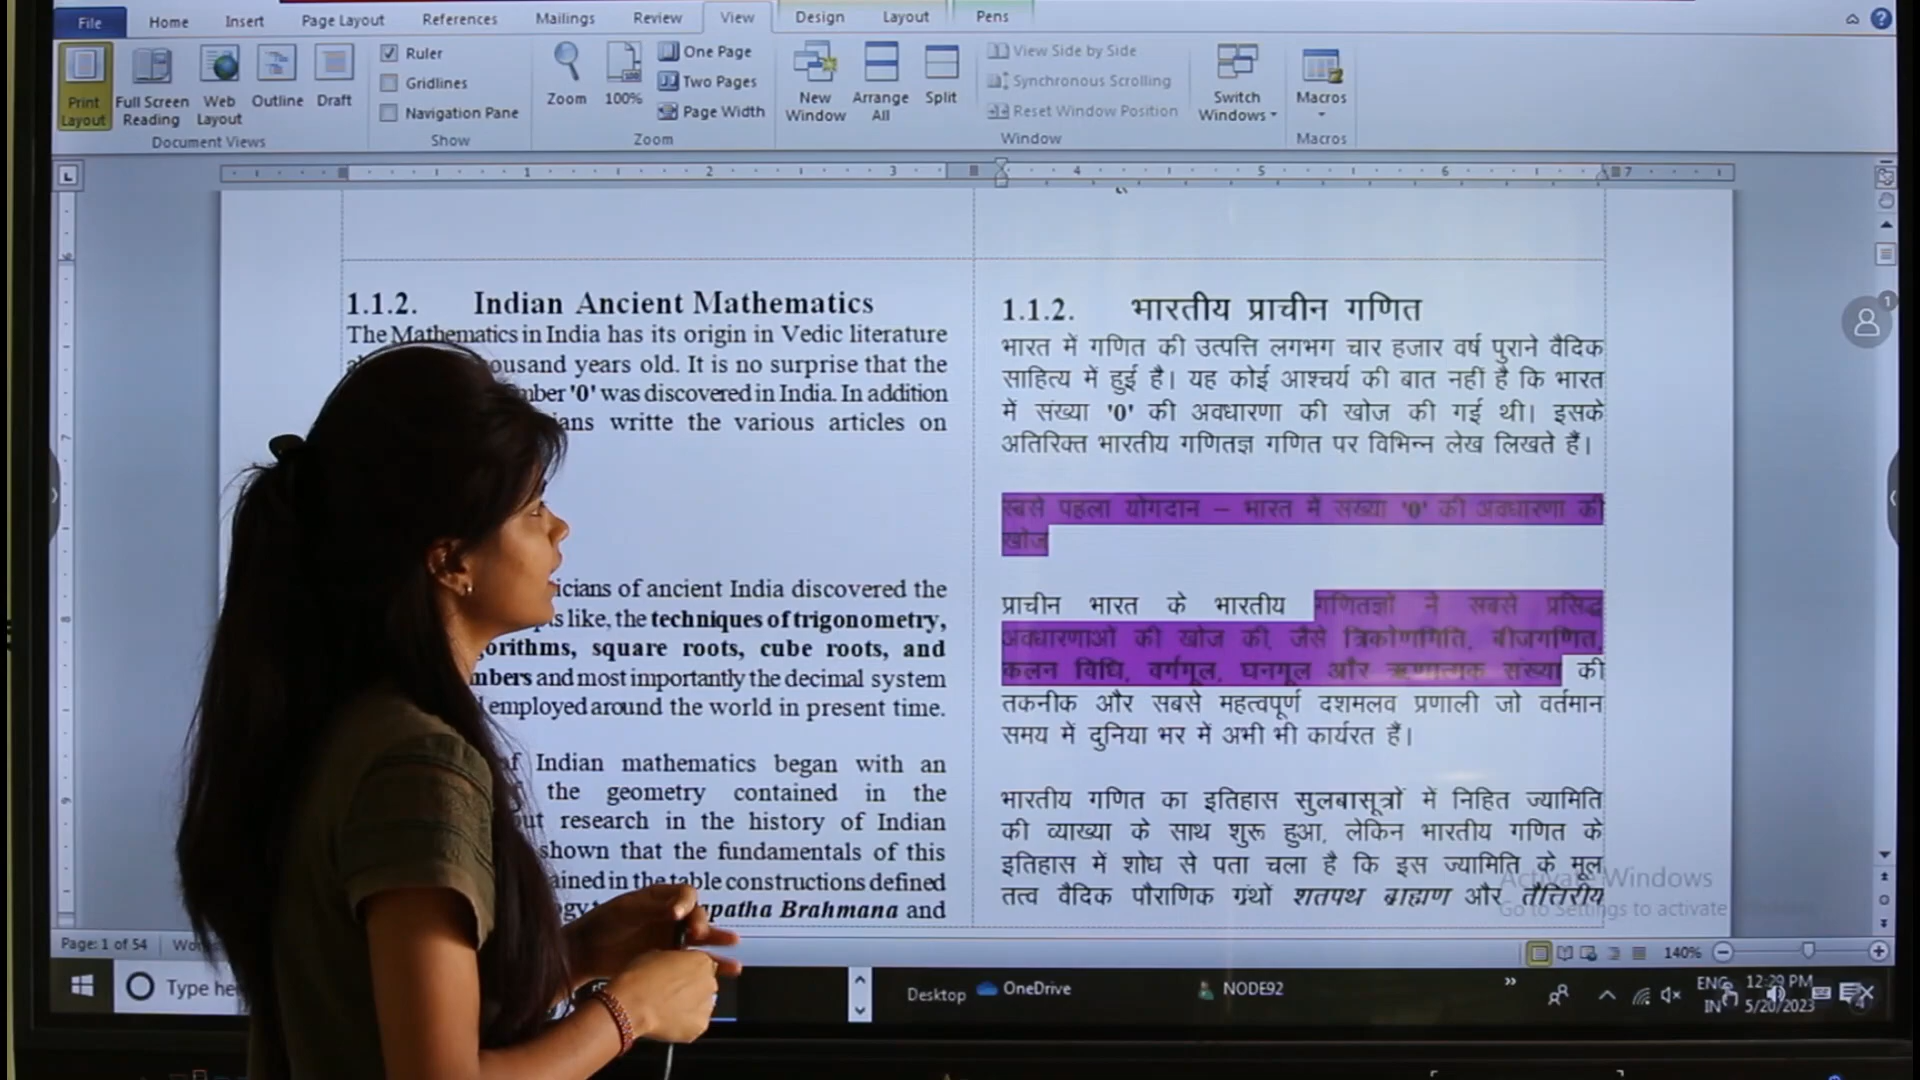 File Home Insert Page Layout References Mailings Review View Design Layout Pens
Print Layout
Full Screen Reading
Web Layout
Outline
Draft
Document Views
Ruler
Gridlines
Navigation Pane
Show
Zoom
100%
One Page
Two Pages
Page Width
Zoom
New Window
Arrange All
Split
View Side by Side
Synchronous Scrolling
Reset Window Position
Window
Switch Windows
Macros
Macros
1 2 3 4 5 6 7
1.1.2. Indian Ancient Mathematics
The Mathematics in India has its origin in Vedic literature
years old. It is no surprise that the
'0' was discovered in India. In addition
writte the various articles on
of ancient India discovered the
like, the techniques of trigonometry,
square roots, cube roots, and
and most importantly the decimal system
employed around the world in present time.
Indian mathematics began with an
the geometry contained in the
research in the history of Indian
shown that the fundamentals of this
in the table constructions defined
Brahmana and
1.1.2. भारतीय प्राचीन गणित
भारत में गणित की उत्पत्ति लगभग चार हजार वर्ष पुराने वैदिक
साहित्य में हुई है। यह कोई आश्चर्य की बात नहीं है कि भारत
में संख्या '0' की अवधारणा की खोज की गई थी। इसके
अतिरिक्त भारतीय गणितज्ञ गणित पर विभिन्न लेख लिखते हैं।
सबसे पहला योगदान – भारत में संख्या '0' की अवधारणा की
खोज
प्राचीन भारत के भारतीय गणितज्ञों ने सबसे प्रसिद्ध
अवधारणाओं की खोज की, जैसे त्रिकोणमिति, बीजगणित,
कलन विधि, वर्गमूल, घनमूल और ऋणात्मक संख्या की
तकनीक और सबसे महत्वपूर्ण दशमलव प्रणाली जो वर्तमान
समय में दुनिया भर में अभी भी कार्यरत हैं।
भारतीय गणित का इतिहास सुलबासूत्रों में निहित ज्यामिति
की व्याख्या के साथ शुरू हुआ, लेकिन भारतीय गणित के
इतिहास में शोध से पता चला है कि इस ज्यामिति के मूल
तत्व वैदिक पौराणिक ग्रंथों शतपथ ब्राह्मण और तैतिरीय
Activate Windows
Go to Settings to activate
1
Page: 1 of 54
140%
Type
Desktop OneDrive NODE92
ENG IN
12:29 PM
5/20/2023